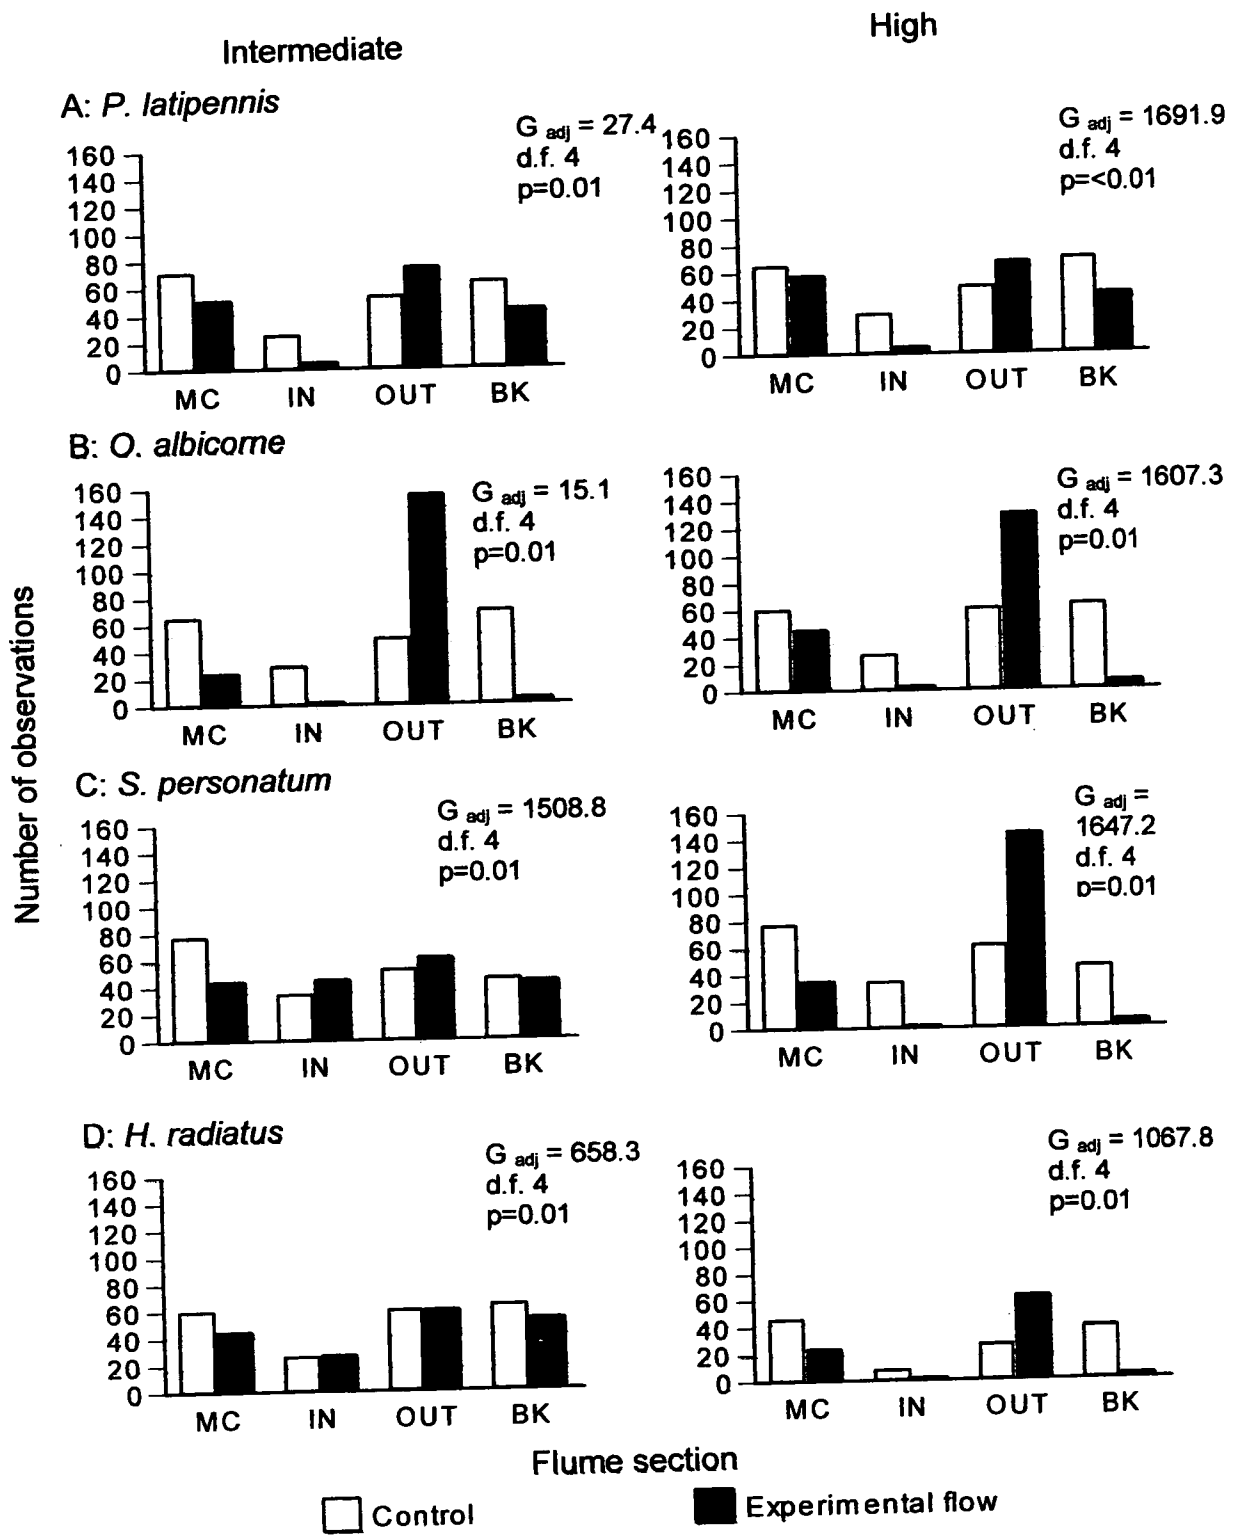 Intermediate
High
A: P. latipennis
G adj = 27.4
d.f. 4
p=0.01
160
140
120
100
80
60
40
20
0
MC IN OUT BK
G adj = 1691.9
d.f. 4
p=<0.01
160
140
120
100
80
60
40
20
0
MC IN OUT BK
B: O. albicorne
G adj = 15.1
d.f. 4
p=0.01
160
140
120
100
80
60
40
20
0
MC IN OUT BK
G adj = 1607.3
d.f. 4
p=0.01
160
140
120
100
80
60
40
20
0
MC IN OUT BK
Number of observations
C: S. personatum
G adj = 1508.8
d.f. 4
p=0.01
160
140
120
100
80
60
40
20
0
MC IN OUT BK
G adj =
1647.2
d.f. 4
p=0.01
160
140
120
100
80
60
40
20
0
MC IN OUT BK
D: H. radiatus
G adj = 658.3
d.f. 4
p=0.01
160
140
120
100
80
60
40
20
0
MC IN OUT BK
G adj = 1067.8
d.f. 4
p=0.01
160
140
120
100
80
60
40
20
0
MC IN OUT BK
Flume section
Control
Experimental flow